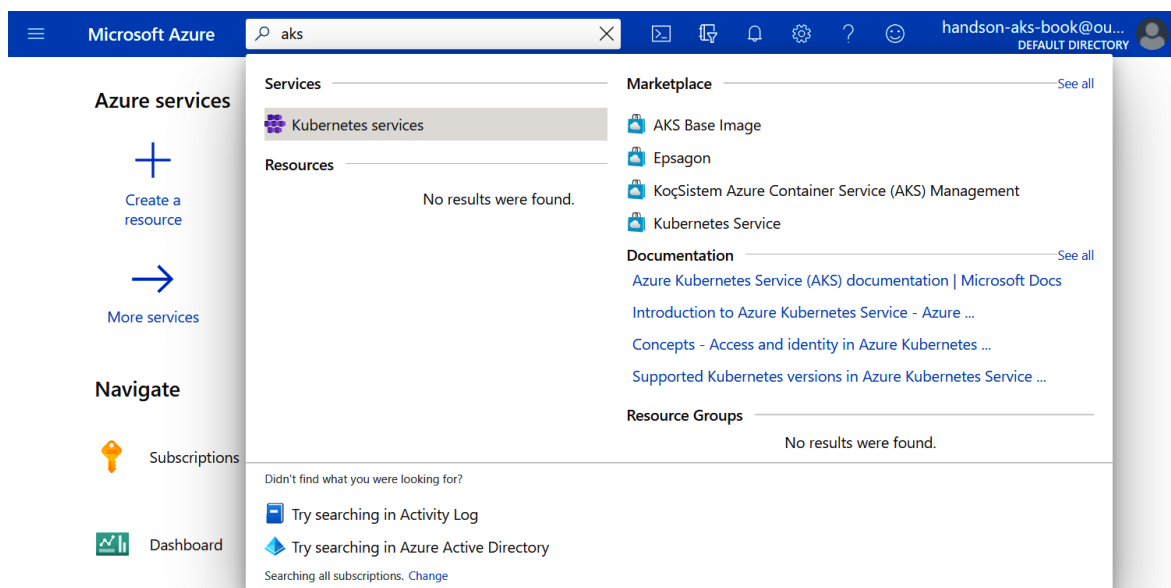 Microsoft Azure
aks
handson-aks-book@ou...
DEFAULT DIRECTORY
Azure services
Create a
resource
More services
Navigate
Subscriptions
Dashboard
Services
Kubernetes services
Resources
No results were found.
Marketplace
See all
AKS Base Image
Epsagon
KoçSistem Azure Container Service (AKS) Management
Kubernetes Service
Documentation
See all
Azure Kubernetes Service (AKS) documentation | Microsoft Docs
Introduction to Azure Kubernetes Service - Azure ...
Concepts - Access and identity in Azure Kubernetes ...
Supported Kubernetes versions in Azure Kubernetes Service ...
Resource Groups
No results were found.
Didn't find what you were looking for?
Try searching in Activity Log
Try searching in Azure Active Directory
Searching all subscriptions. Change